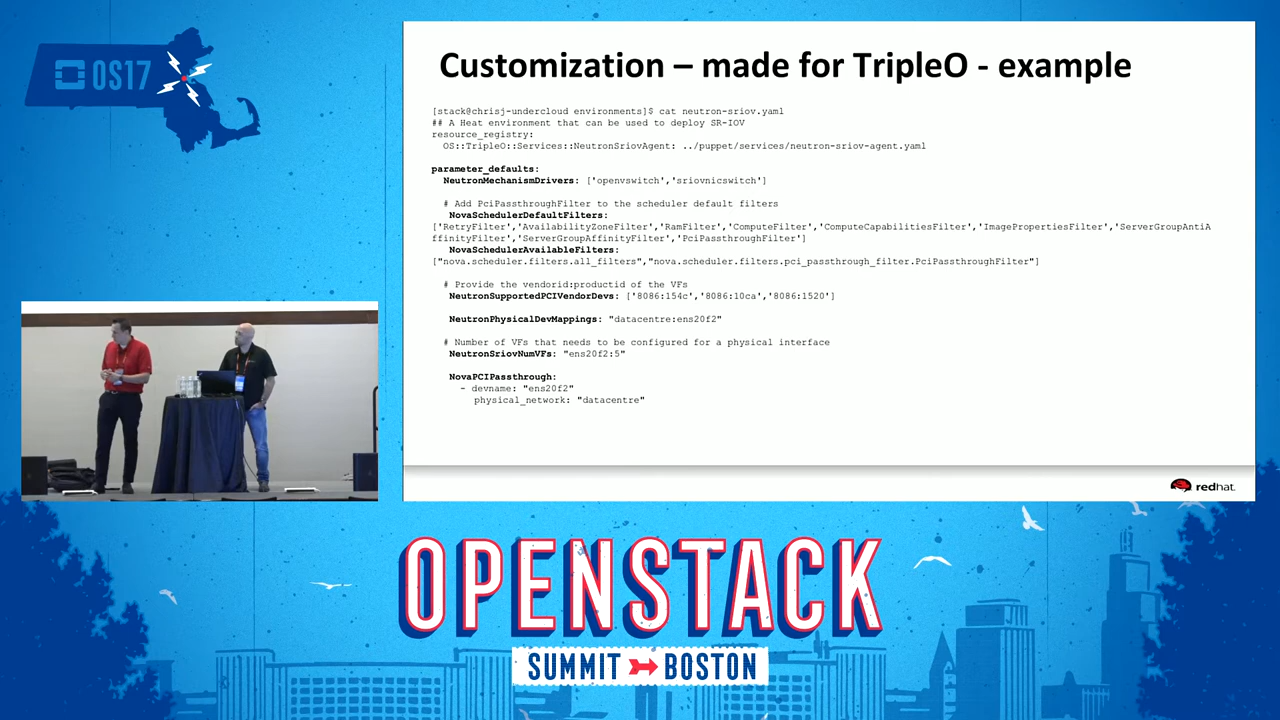 OS17
Customization – made for TripleO - example
[stack@chrisj-undercloud environments]$ cat neutron-sriov.yaml
## A Heat environment that can be used to deploy SR-IOV
resource_registry:
OS::TripleO::Services::NeutronSriovAgent: ../puppet/services/neutron-sriov-agent.yaml
parameter_defaults:
NeutronMechanismDrivers: ['openvswitch','sriovnicswitch']
# Add PciPassthroughFilter to the scheduler default filters
NovaSchedulerDefaultFilters:
['RetryFilter','AvailabilityZoneFilter','RamFilter','ComputeFilter','ComputeCapabilitiesFilter','ImagePropertiesFilter','ServerGroupAntiA
ffinityFilter','ServerGroupAffinityFilter','PciPassthroughFilter']
NovaSchedulerAvailableFilters:
["nova.scheduler.filters.all_filters","nova.scheduler.filters.pci_passthrough_filter.PciPassthroughFilter"]
# Provide the vendorid:productid of the VFs
NeutronSupportedPCIVendorDevs: ['8086:154c','8086:10ca','8086:1520']
NeutronPhysicalDevMappings: "datacentre:ens20f2"
# Number of VFs that needs to be configured for a physical interface
NeutronSriovNumVFs: "ens20f2:5"
NovaPCIPassthrough:
- devname: "ens20f2"
physical_network: "datacentre"
redhat.
OPENSTACK
SUMMIT BOSTON